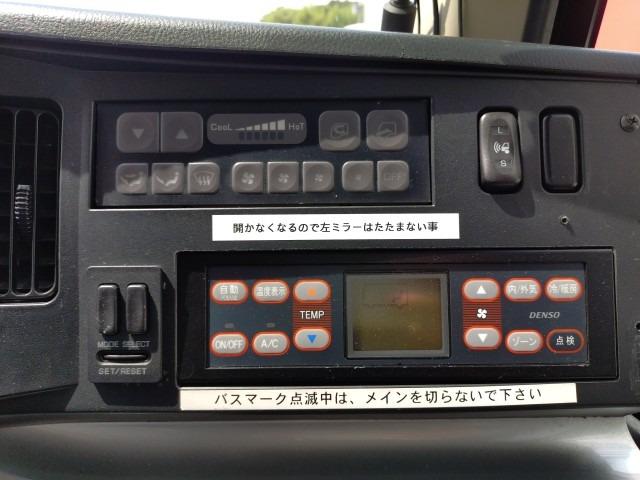 CooL HoT
OFF
L
S
開かなくなるので左ミラーはたたまない事
自動
温度表示
TEMP
内/外気
冷/暖房
DENSO
ON/OFF
A/C
ゾーン
点検
MODE SELECT
SET/RESET
バスマーク点滅中は、メインを切らないで下さい